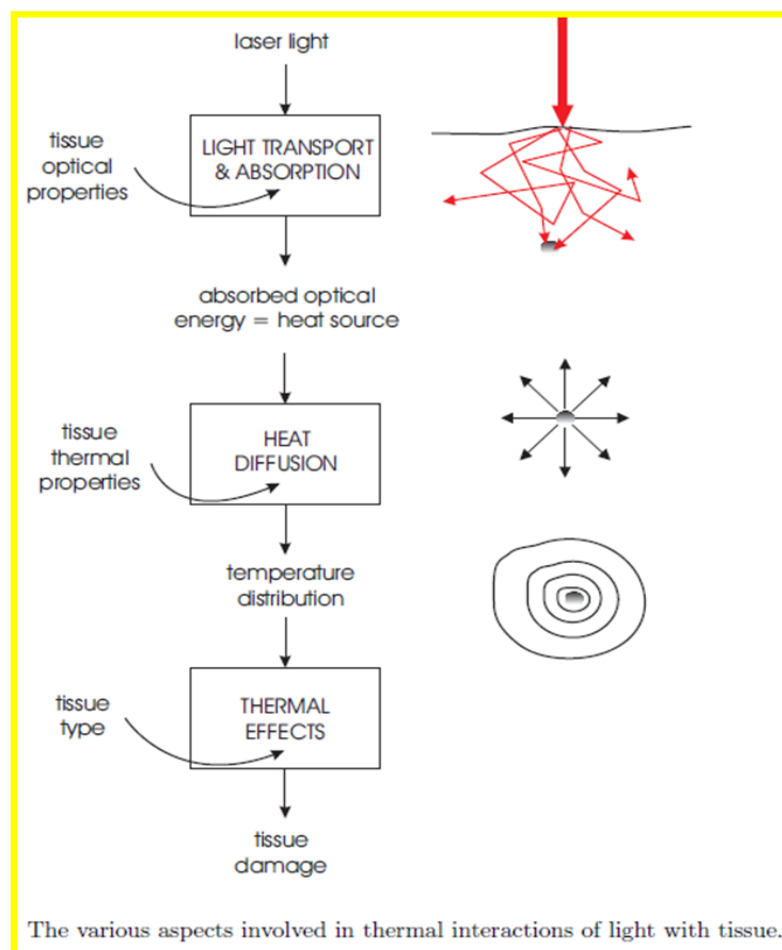 laser light
tissue
optical
properties
LIGHT TRANSPORT
& ABSORPTION
absorbed optical
energy = heat source
tissue
thermal
properties
HEAT
DIFFUSION
temperature
distribution
tissue
type
THERMAL
EFFECTS
tissue
damage
The various aspects involved in thermal interactions of light with tissue.